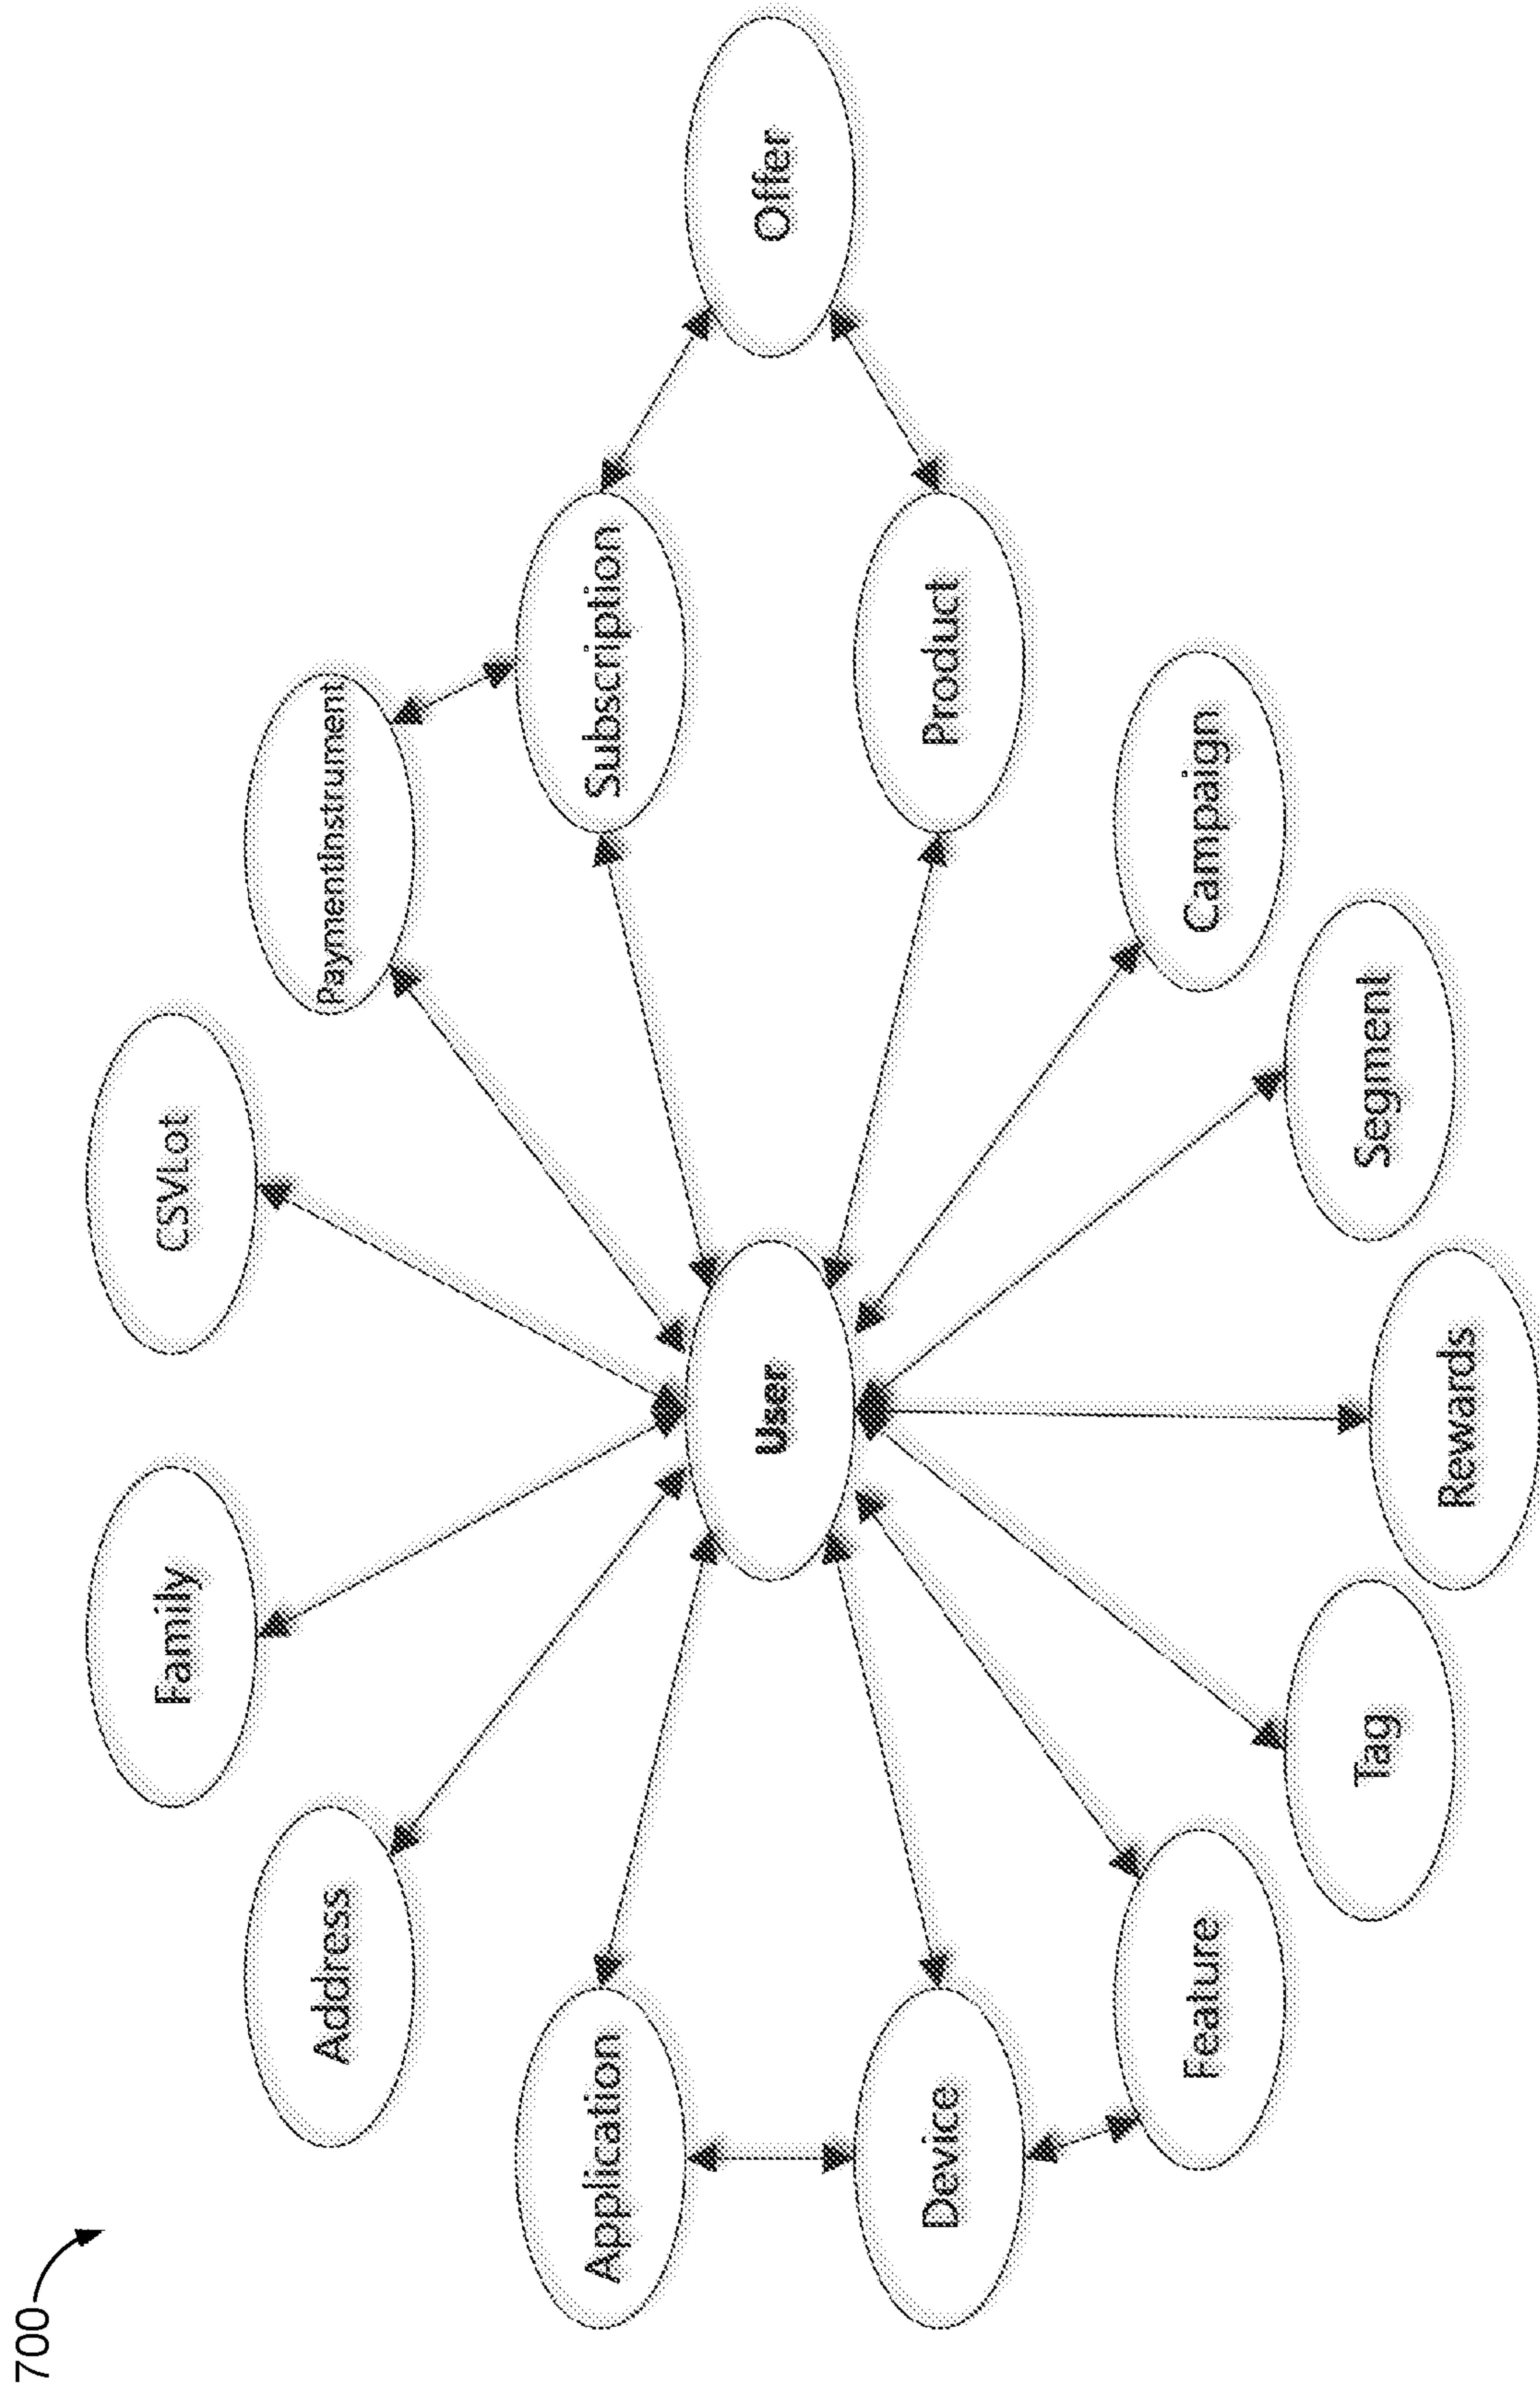 700
Family
CSVLot
Address
PaymentInstrument
Application
Subscription
User
Offer
Device
Product
Feature
Campaign
Tag
Segment
Rewards